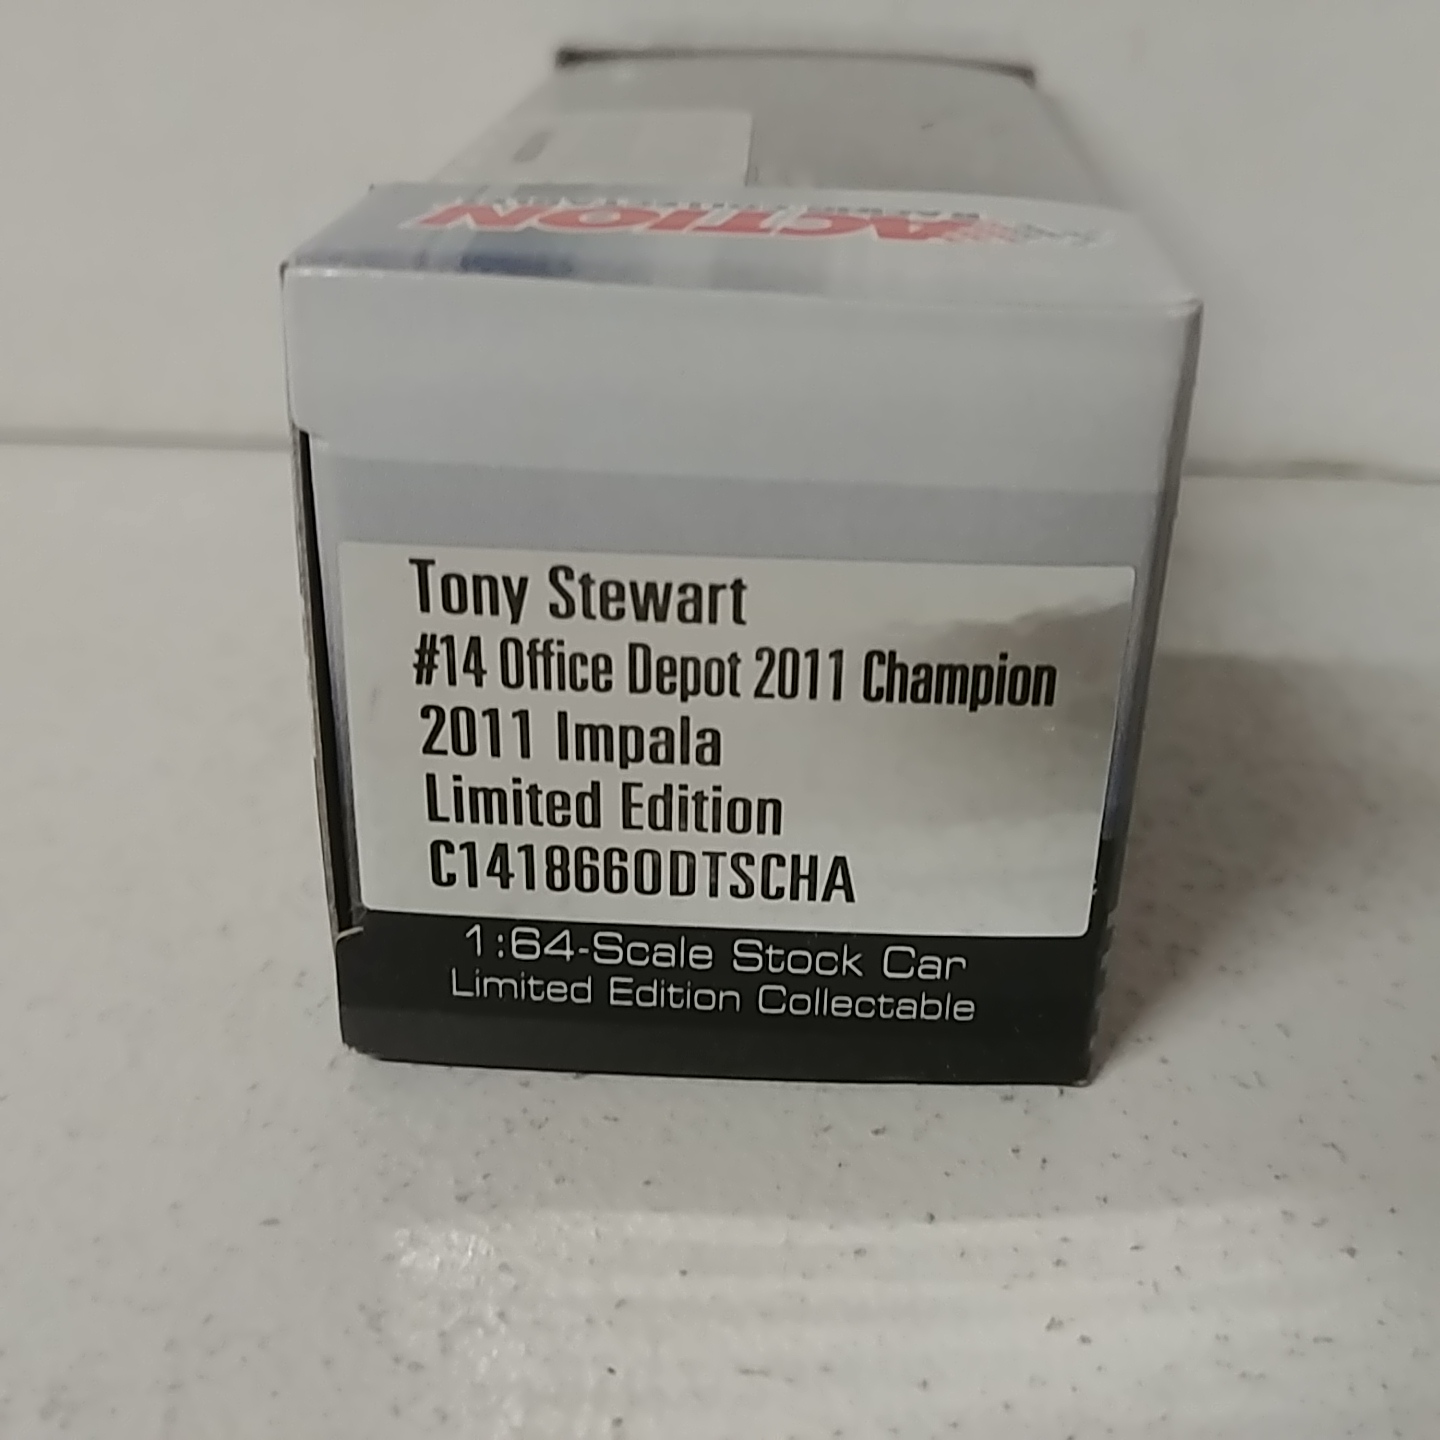 ACTION
Tony Stewart
#14 Office Depot 2011 Champion
2011 Impala
Limited Edition
C141866ODTSCHA
1:64-Scale Stock Car
Limited Edition Collectable